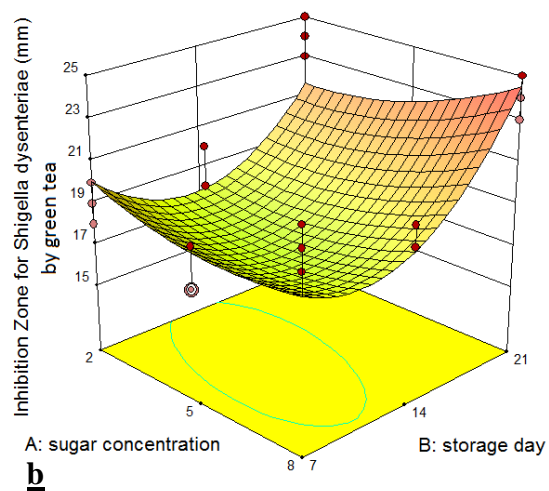 Inhibition Zone for Shigella dysenteriae (mm)
by green tea
25
23
21
19
17
15
2
5
8
7
14
21
A: sugar concentration
B: storage day
b